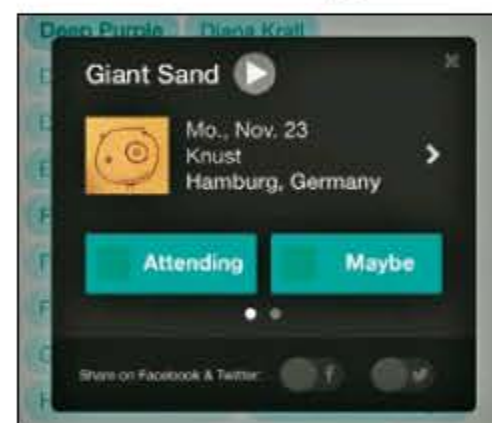 Deep Purple Diana Krall
Giant Sand
Mo., Nov. 23
Knust
Hamburg, Germany
Attending Maybe
Share on Facebook & Twitter: